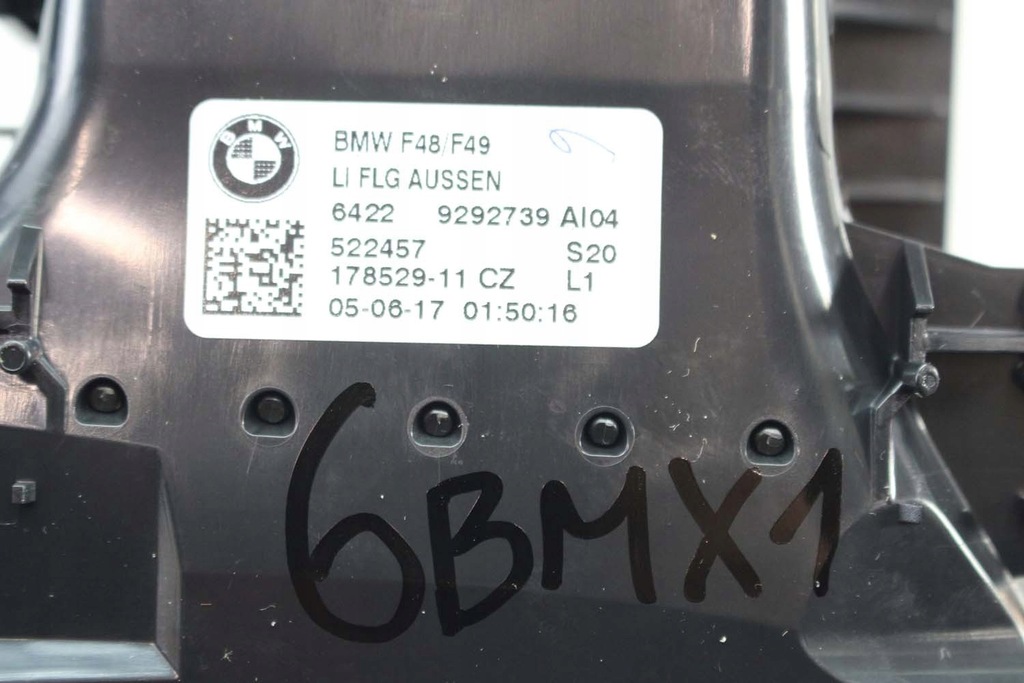 BMW
BMW F48/F49
LI FLG AUSSEN
6422 9292739 AI04
522457 S20
178529-11 CZ L1
05-06-17 01:50:16
6BMX1